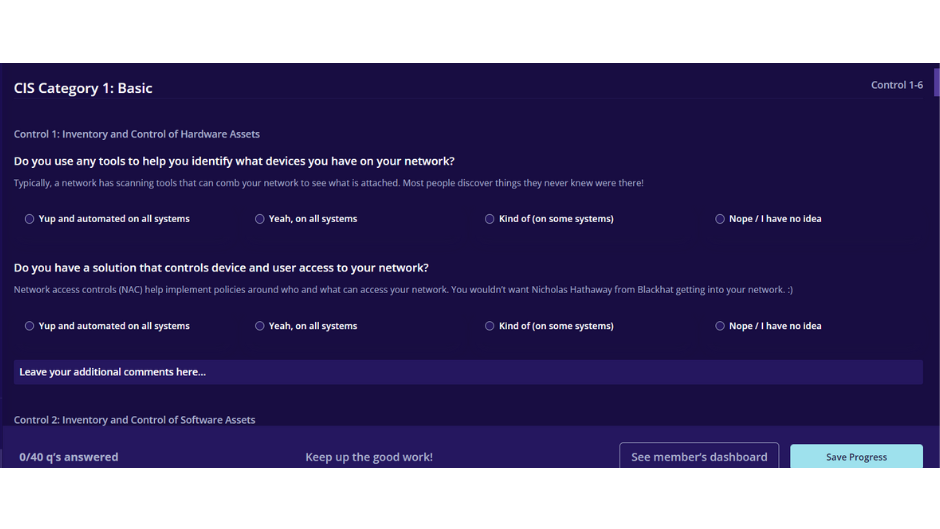 CIS Category 1: Basic
Control 1-6
Control 1: Inventory and Control of Hardware Assets
Do you use any tools to help you identify what devices you have on your network?
Typically, a network has scanning tools that can comb your network to see what is attached. Most people discover things they never knew were there!
Yup and automated on all systems
Yeah, on all systems
Kind of (on some systems)
Nope / I have no idea
Do you have a solution that controls device and user access to your network?
Network access controls (NAC) help implement policies around who and what can access your network. You wouldn't want Nicholas Hathaway from Blackhat getting into your network. :)
Yup and automated on all systems
Yeah, on all systems
Kind of (on some systems)
Nope / I have no idea
Leave your additional comments here...
Control 2: Inventory and Control of Software Assets
0/40 q's answered
Keep up the good work!
See member's dashboard
Save Progress